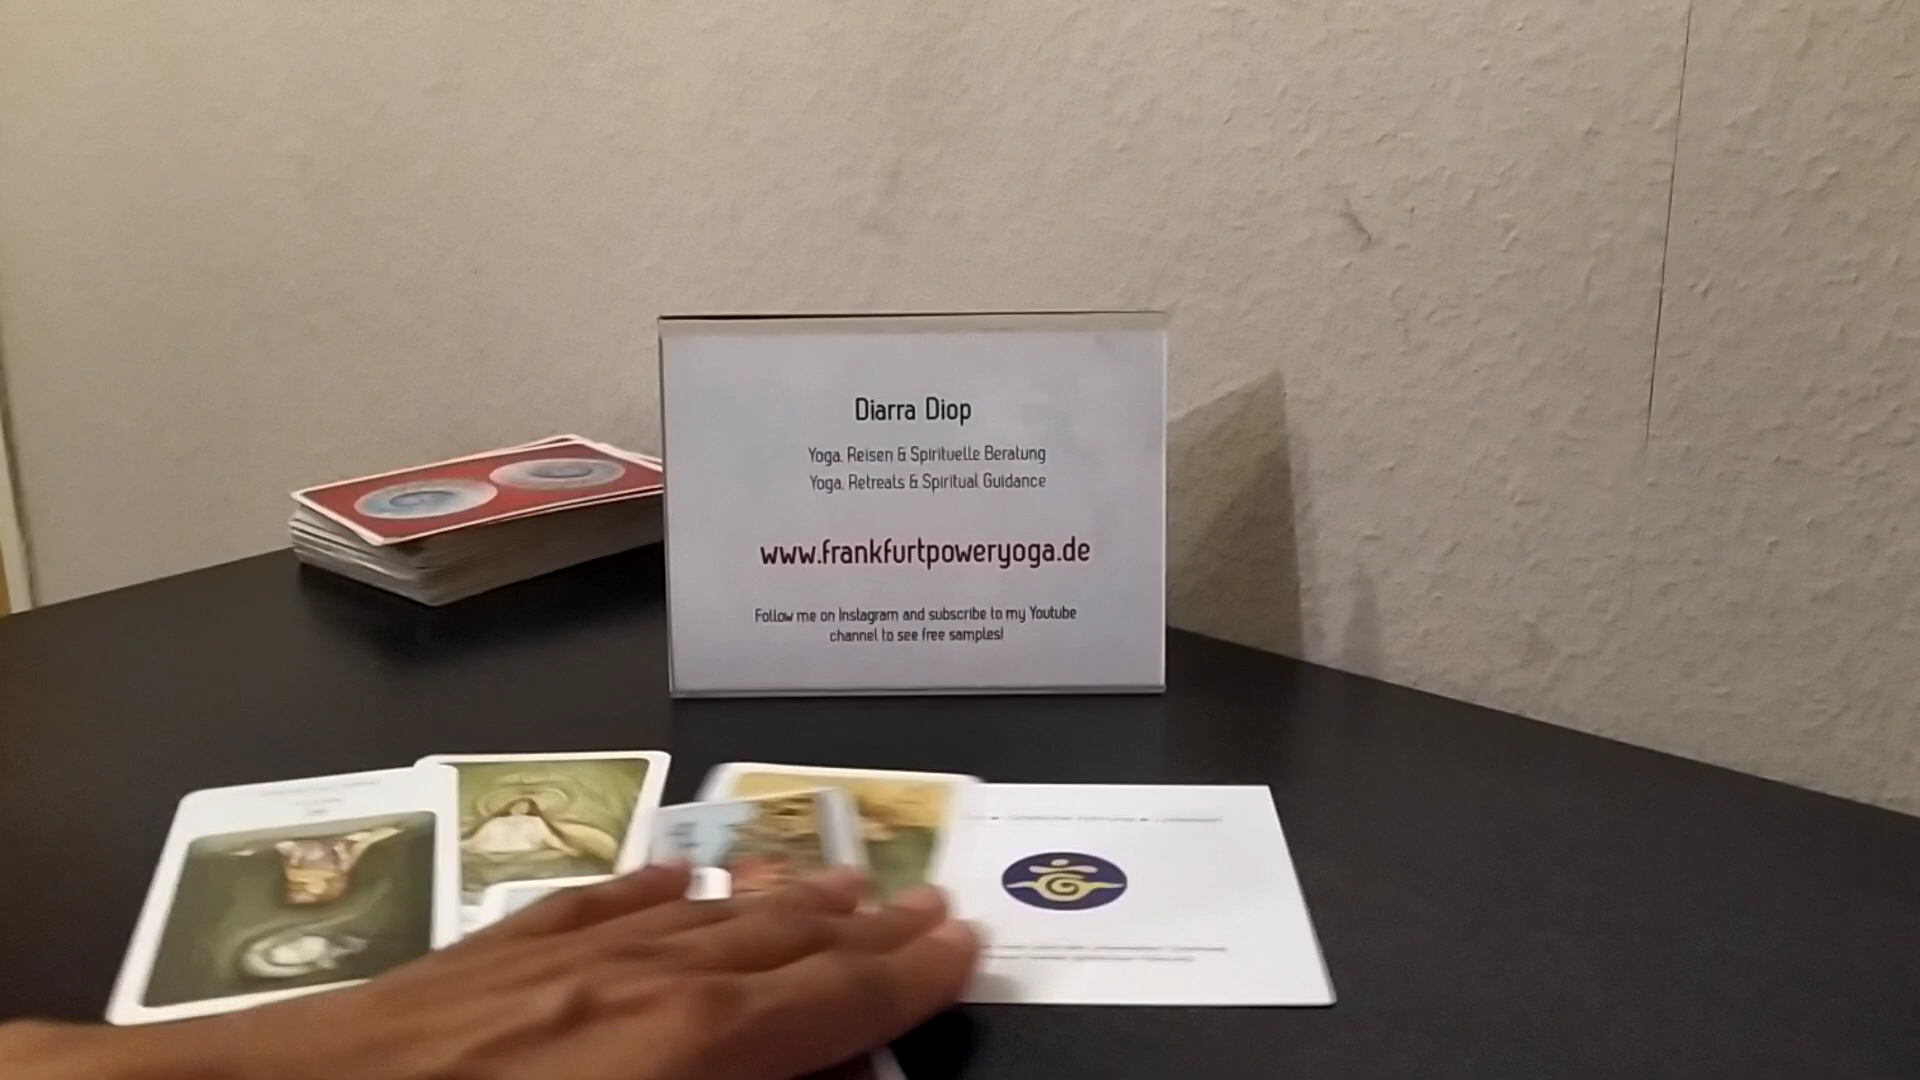 Diarra Diop
Yoga, Reisen & Spirituelle Beratung
Yoga, Retreats & Spiritual Guidance
www.frankfurtpoweryoga.de
Follow me on Instagram and subscribe to my Youtube
channel to see free samples!